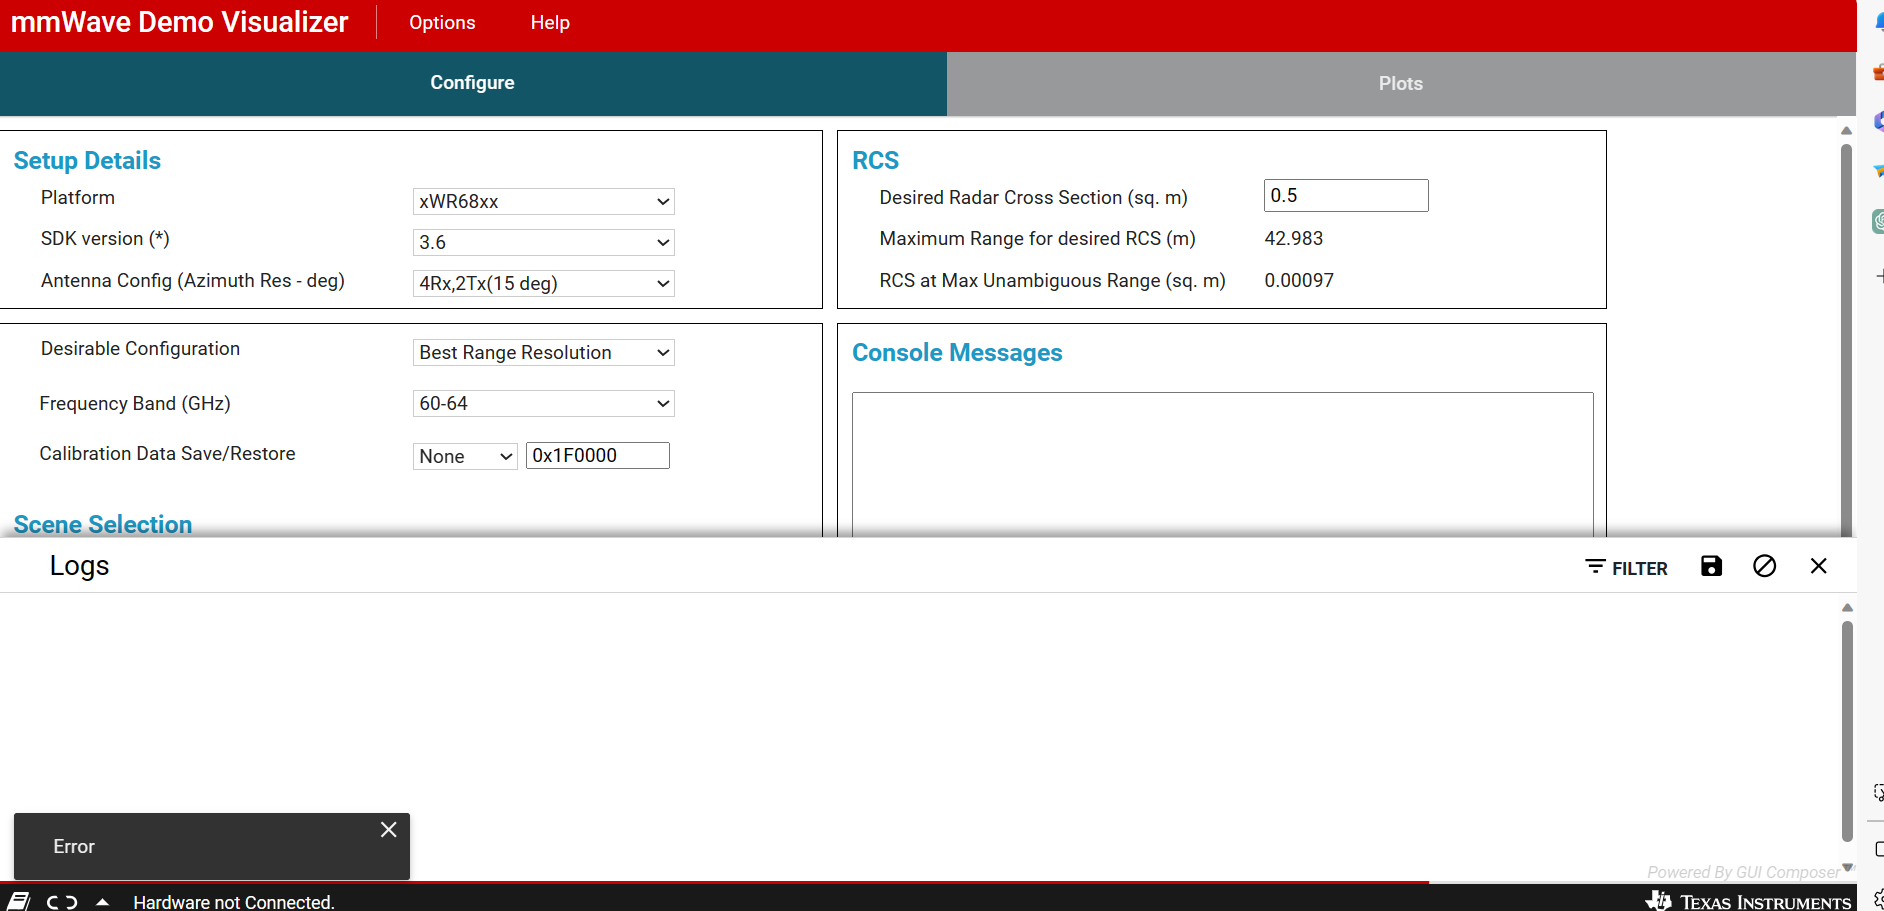 mmWave Demo Visualizer Options Help
Configure Plots
Setup Details
Platform xWR68xx
SDK version (*) 3.6
Antenna Config (Azimuth Res - deg) 4Rx,2Tx(15 deg)
RCS
Desired Radar Cross Section (sq. m) 0.5
Maximum Range for desired RCS (m) 42.983
RCS at Max Unambiguous Range (sq. m) 0.00097
Desirable Configuration Best Range Resolution
Frequency Band (GHz) 60-64
Calibration Data Save/Restore None 0x1F0000
Scene Selection
Console Messages
Logs FILTER
Error
Powered By GUI Composer
Hardware not Connected. TEXAS INSTRUMENTS